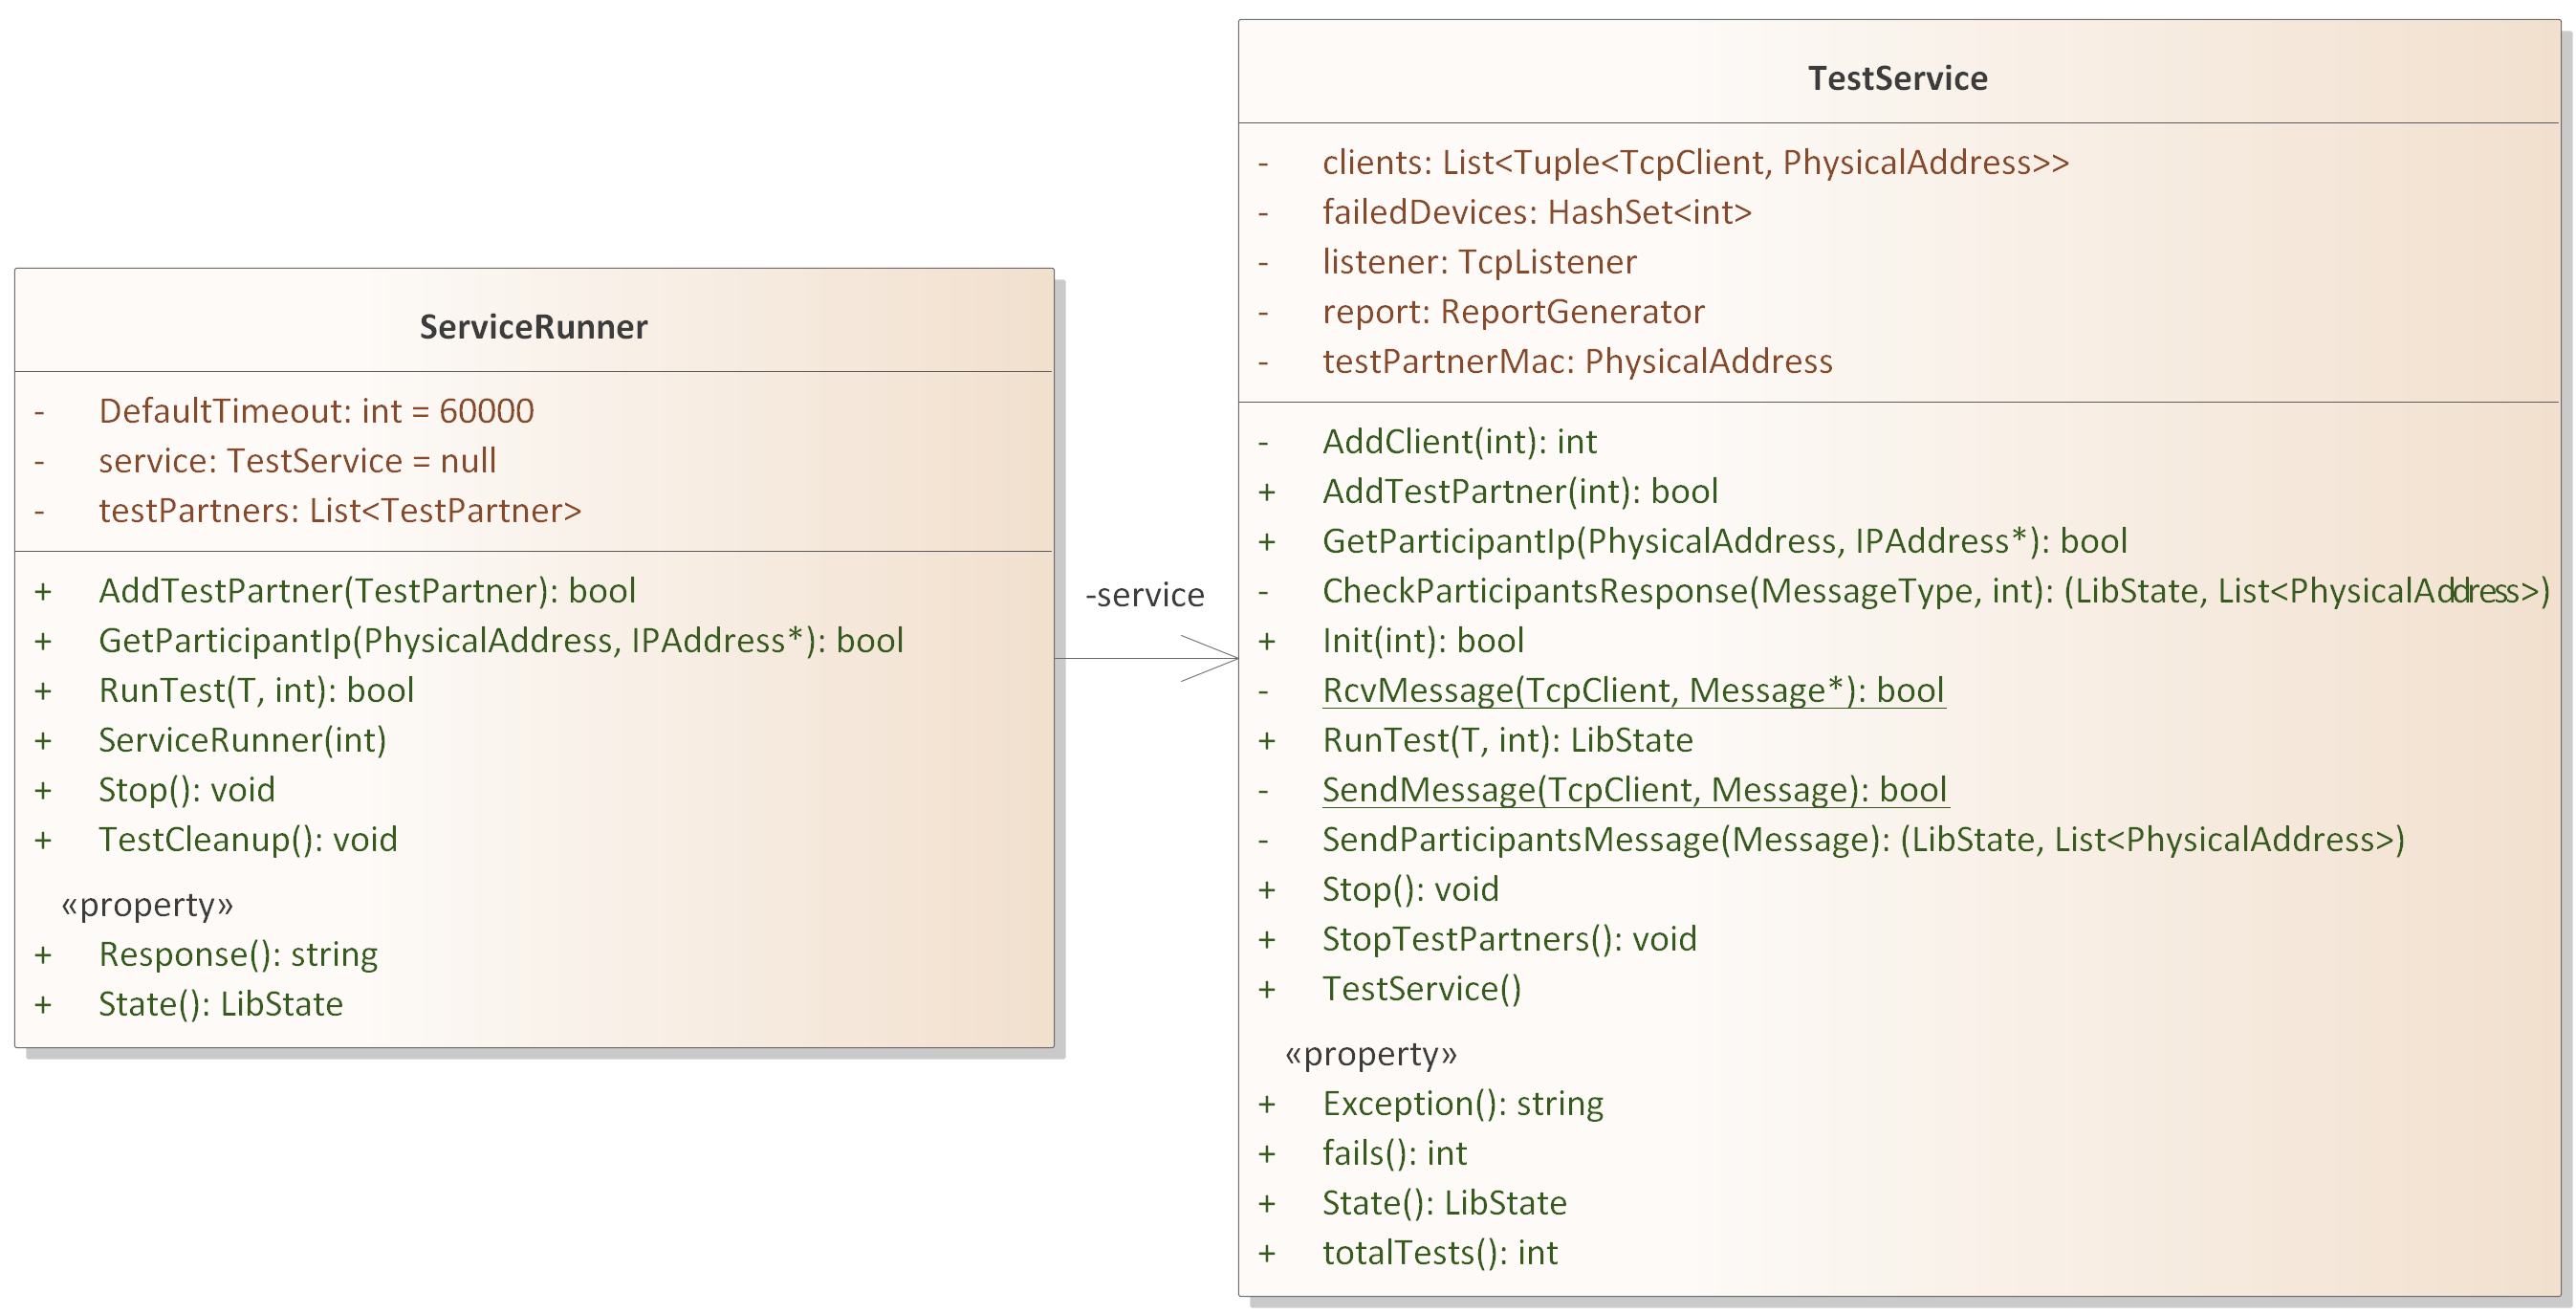 ServiceRunner
- DefaultTimeout: int = 60000
- service: TestService = null
- testPartners: List<TestPartner>
+ AddTestPartner(TestPartner): bool
+ GetParticipantIp(PhysicalAddress, IPAddress*): bool
+ RunTest(T, int): bool
+ ServiceRunner(int)
+ Stop(): void
+ TestCleanup(): void
«property»
+ Response(): string
+ State(): LibState
-service
TestService
- clients: List<Tuple<TcpClient, PhysicalAddress>>
- failedDevices: HashSet<int>
- listener: TcpListener
- report: ReportGenerator
- testPartnerMac: PhysicalAddress
- AddClient(int): int
+ AddTestPartner(int): bool
+ GetParticipantIp(PhysicalAddress, IPAddress*): bool
- CheckParticipantsResponse(MessageType, int): (LibState, List<PhysicalAddress>)
+ Init(int): bool
- RcvMessage(TcpClient, Message*): bool
+ RunTest(T, int): LibState
- SendMessage(TcpClient, Message): bool
- SendParticipantsMessage(Message): (LibState, List<PhysicalAddress>)
+ Stop(): void
+ StopTestPartners(): void
+ TestService()
«property»
+ Exception(): string
+ fails(): int
+ State(): LibState
+ totalTests(): int